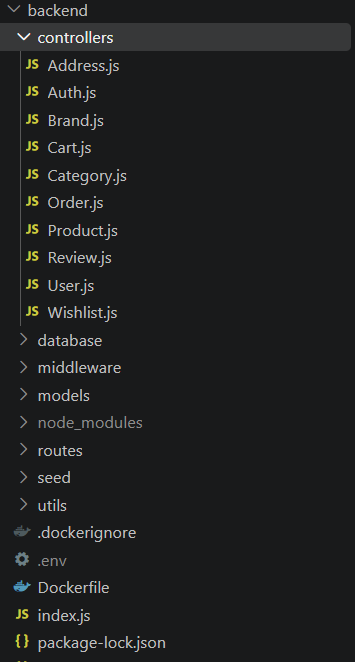 backend
controllers
JS Address.js
JS Auth.js
JS Brand.js
JS Cart.js
JS Category.js
JS Order.js
JS Product.js
JS Review.js
JS User.js
JS Wishlist.js
database
middleware
models
node_modules
routes
seed
utils
.dockerignore
.env
Dockerfile
JS index.js
{} package-lock.json